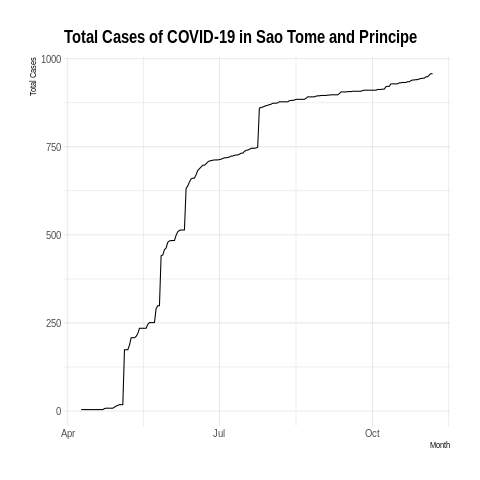 Total Cases of COVID-19 in Sao Tome and Principe
Total Cases
1000
750
500
250
0
Apr Jul Oct
Month